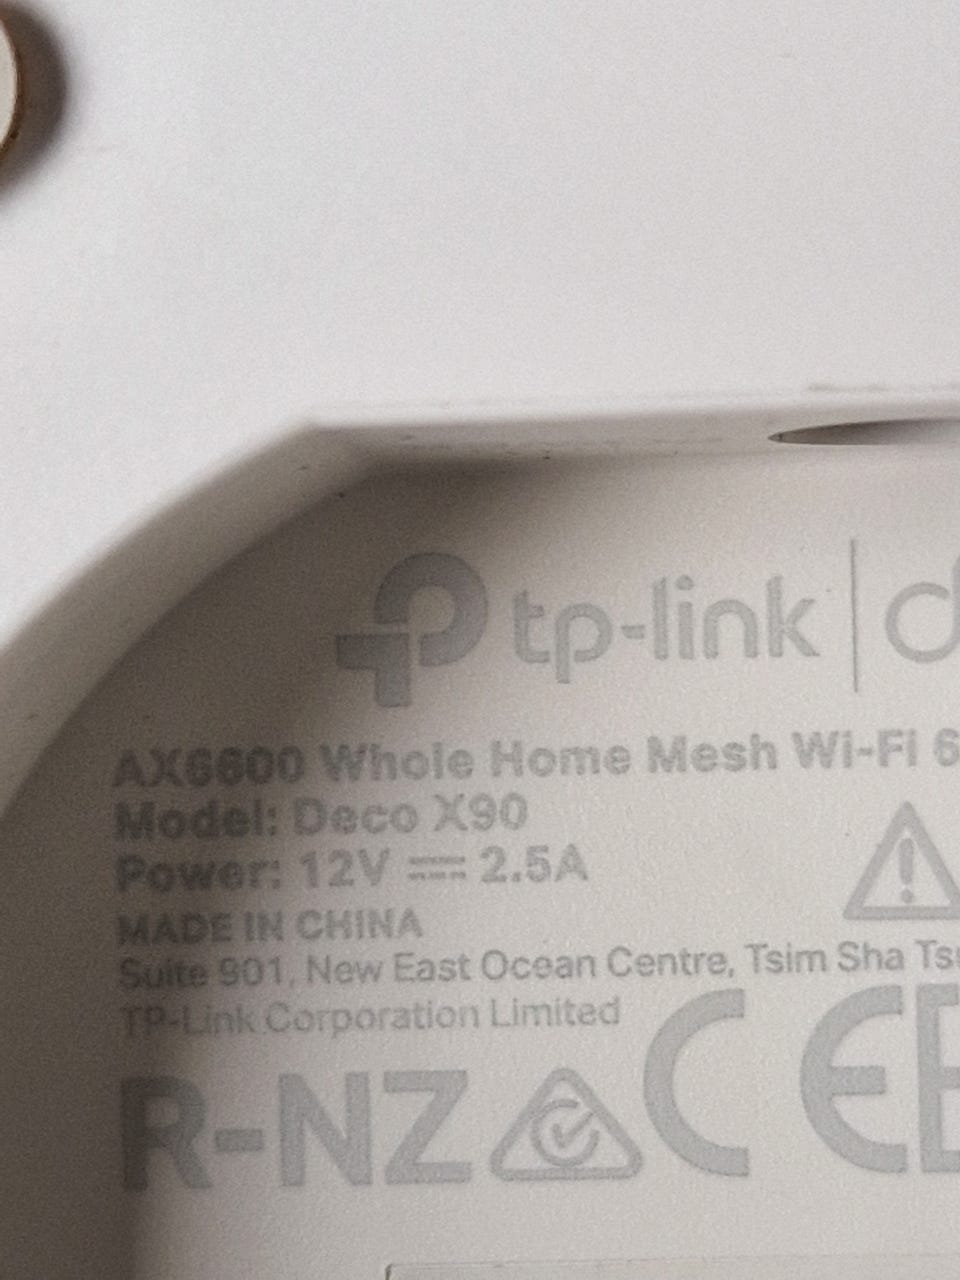 tp-link | d
AX6600 Whole Home Mesh Wi-Fi 6
Model: Deco X90
Power: 12V ⎓ 2.5A
MADE IN CHINA
Suite 901, New East Ocean Centre, Tsim Sha
TP-Link Corporation Limited
R-NZ CE